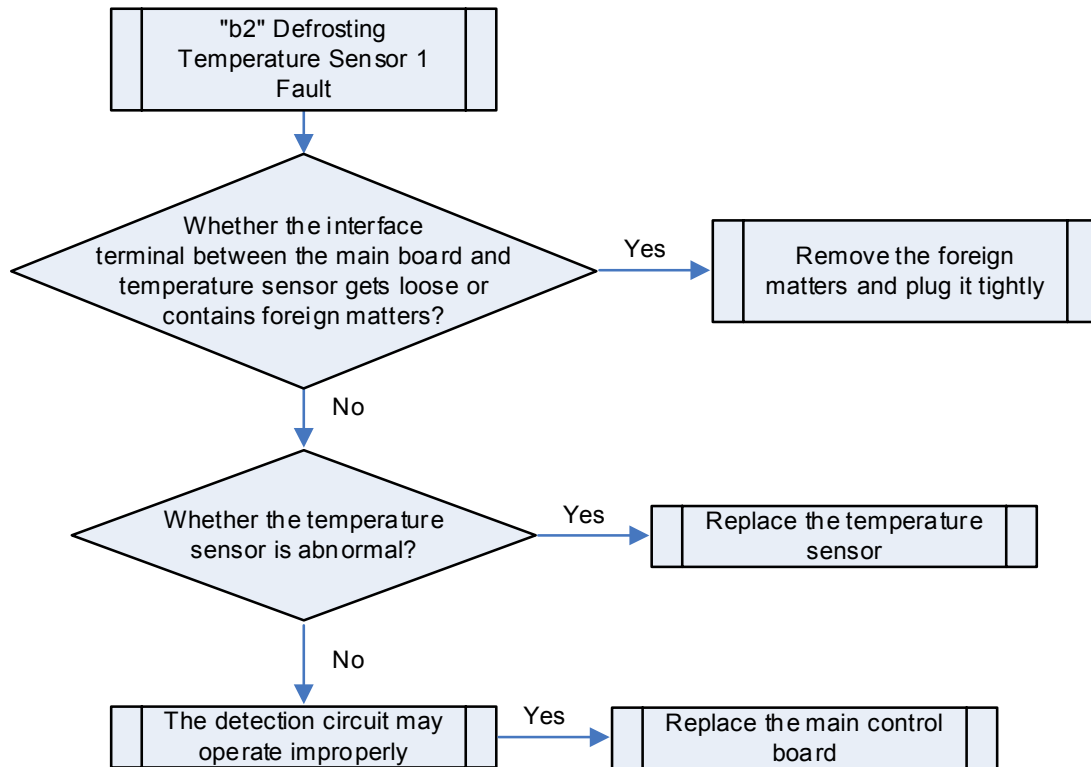 "b2" Defrosting
Temperature Sensor 1
Fault
Whether the interface
terminal between the main board and
temperature sensor gets loose or
contains foreign matters?
Yes
Remove the foreign
matters and plug it tightly
No
Whether the temperature
sensor is abnormal?
Yes
Replace the temperature
sensor
No
The detection circuit may
operate improperly
Yes
Replace the main control
board